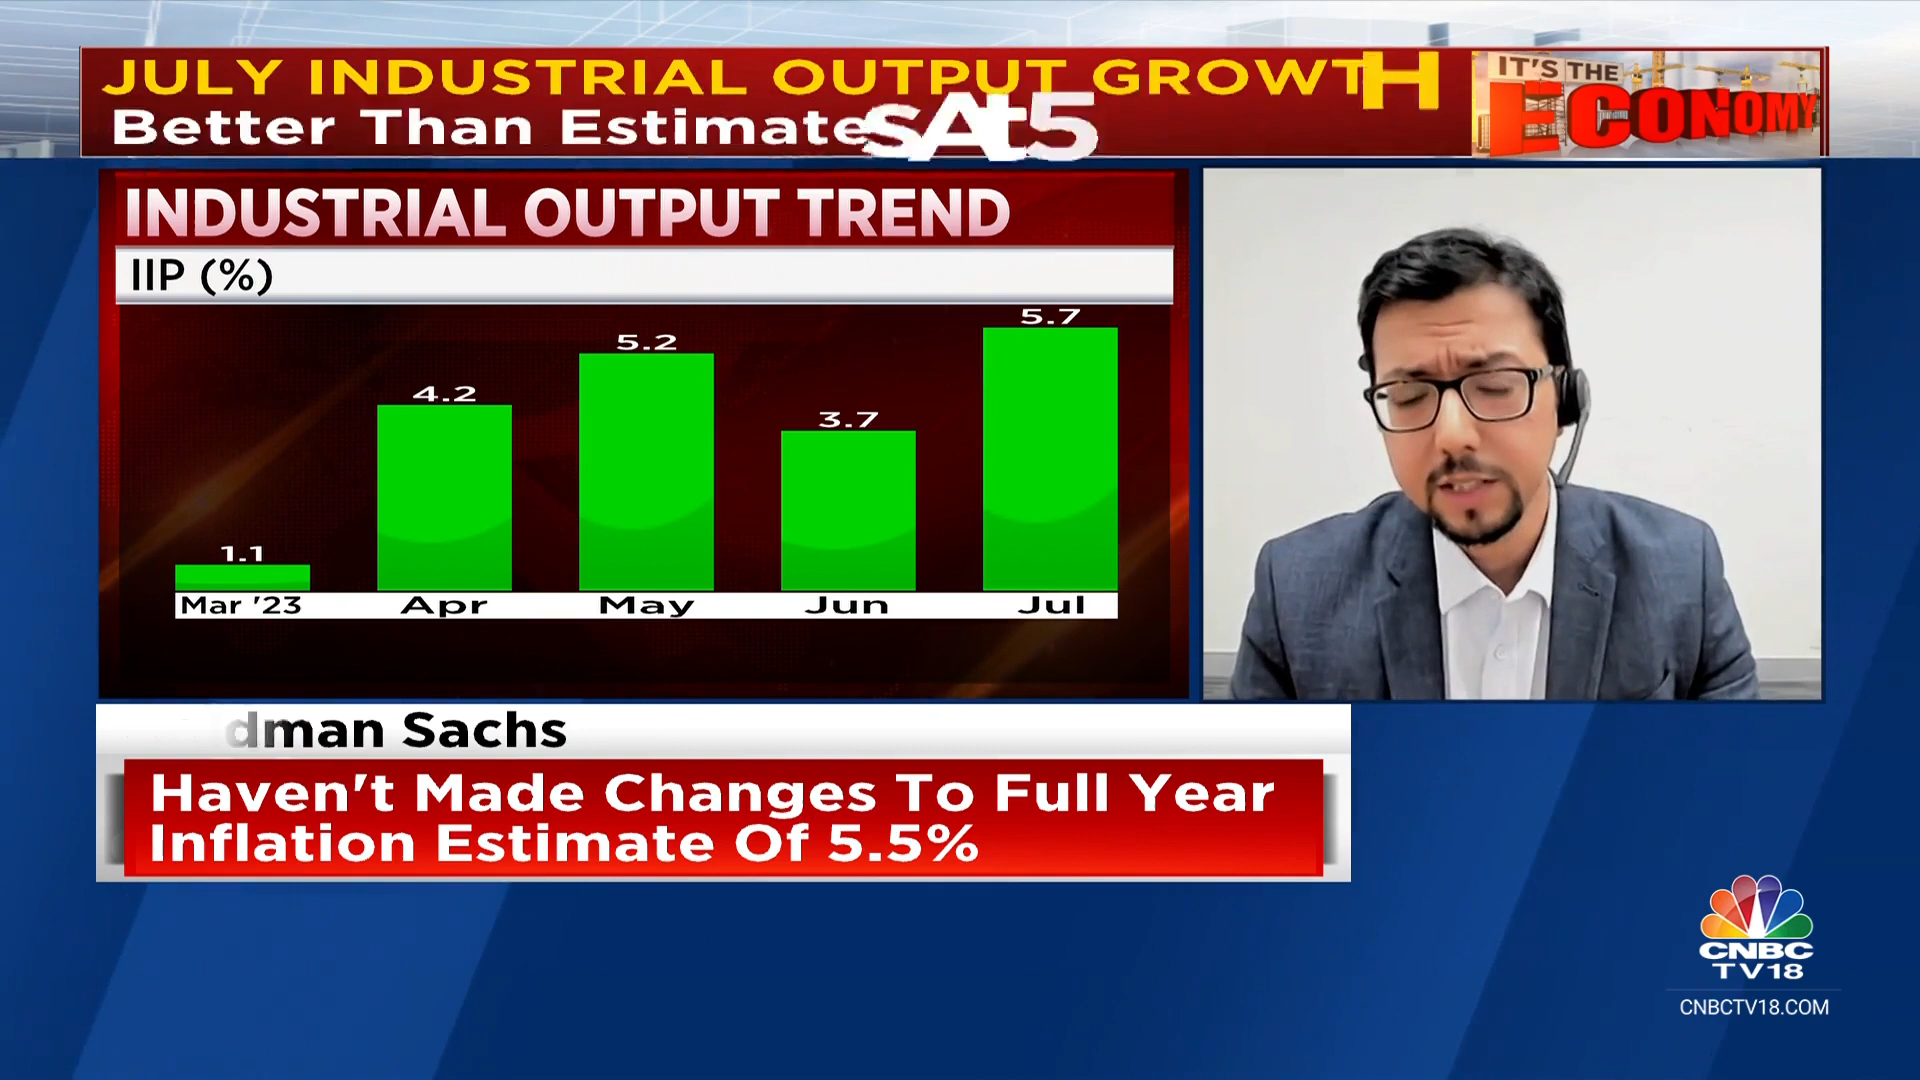 JULY INDUSTRIAL OUTPUT GROWTH
Better Than Estimates At 5
IT'S THE
ECONOMY
INDUSTRIAL OUTPUT TREND
IIP (%)
1.1
4.2
5.2
3.7
5.7
Mar '23
Apr
May
Jun
Jul
dman Sachs
Haven't Made Changes To Full Year
Inflation Estimate Of 5.5%
CNBC
TV18
CNBCTV18.COM